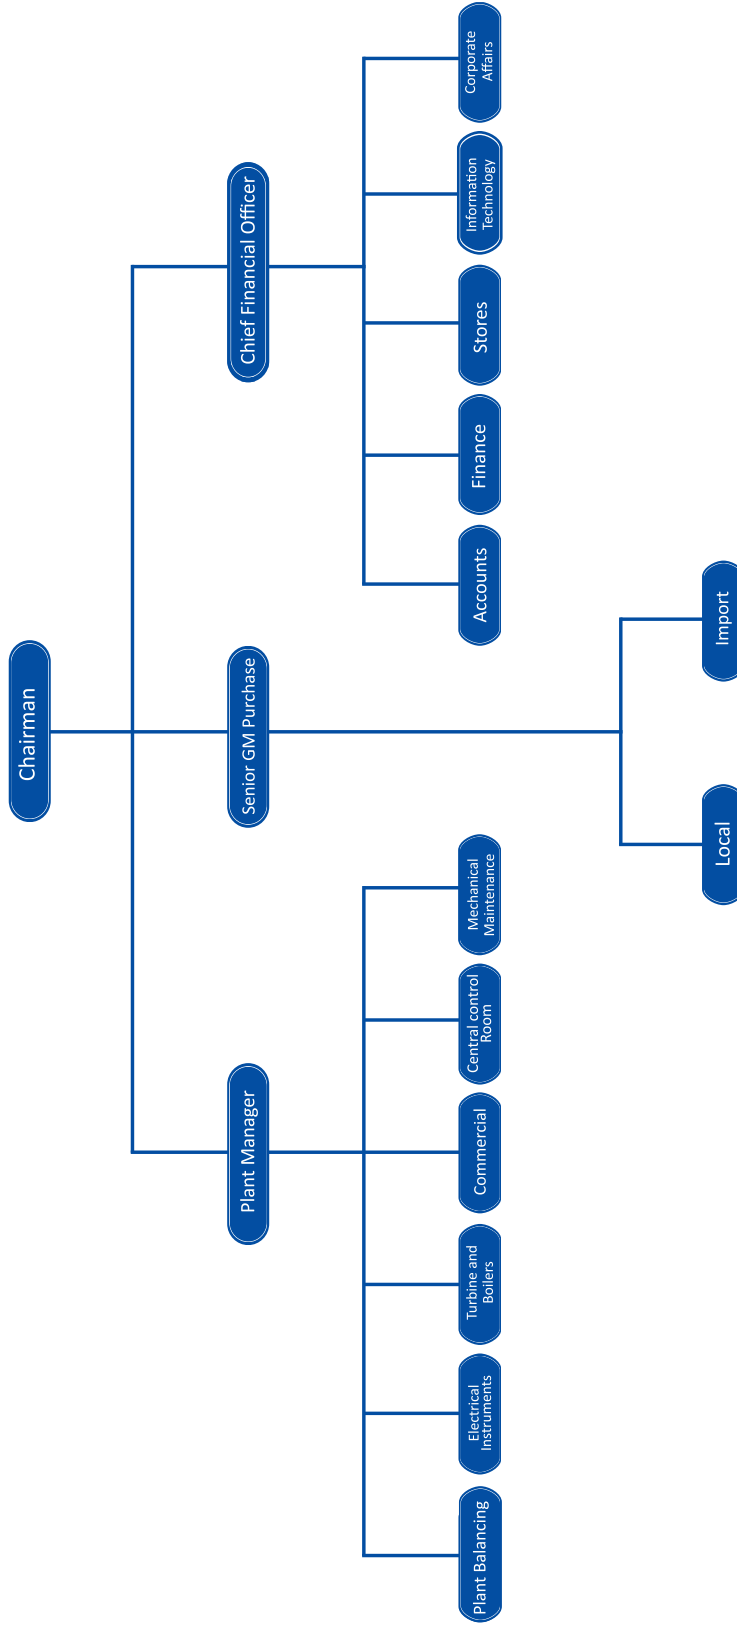 Chairman
Plant Manager
Senior GM Purchase
Chief Financial Officer
Plant Balancing
Electrical
Instruments
Turbine and
Boilers
Commercial
Central control
Room
Mechanical
Maintenance
Accounts
Finance
Stores
Information
Technology
Corporate
Affairs
Local
Import